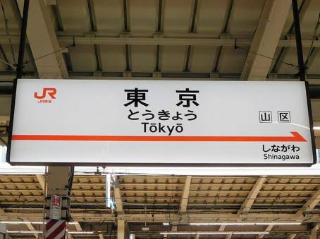 JR
JR東海
東京
とうきょう
Tōkyō
山 区
しながわ
Shinagawa